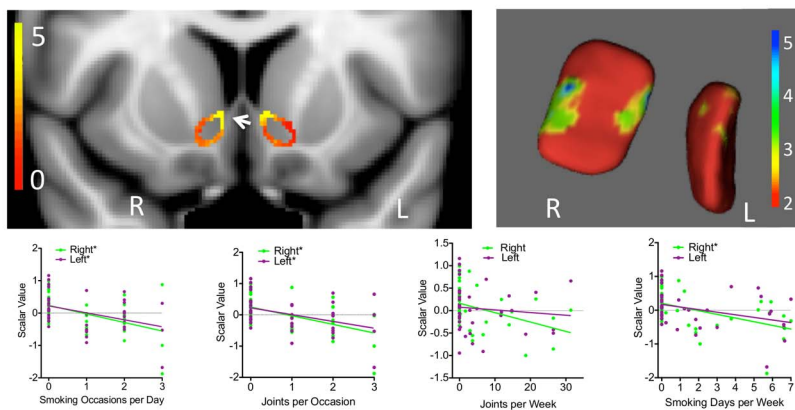 5
0
R
L
5
4
3
2
R
L
Right*
Left*
Scalar Value
2
1
0
-1
-2
0 1 2 3
Smoking Occasions per Day
Right*
Left*
Scalar Value
2
1
0
-1
-2
0 1 2 3
Joints per Occasion
Right
Left
Scalar Value
1.5
1.0
0.5
0.0
-0.5
-1.0
-1.5
0 10 20 30
Joints per Week
Right*
Left
Scalar Value
2
1
0
-1
-2
0 1 2 3 4 5 6 7
Smoking Days per Week